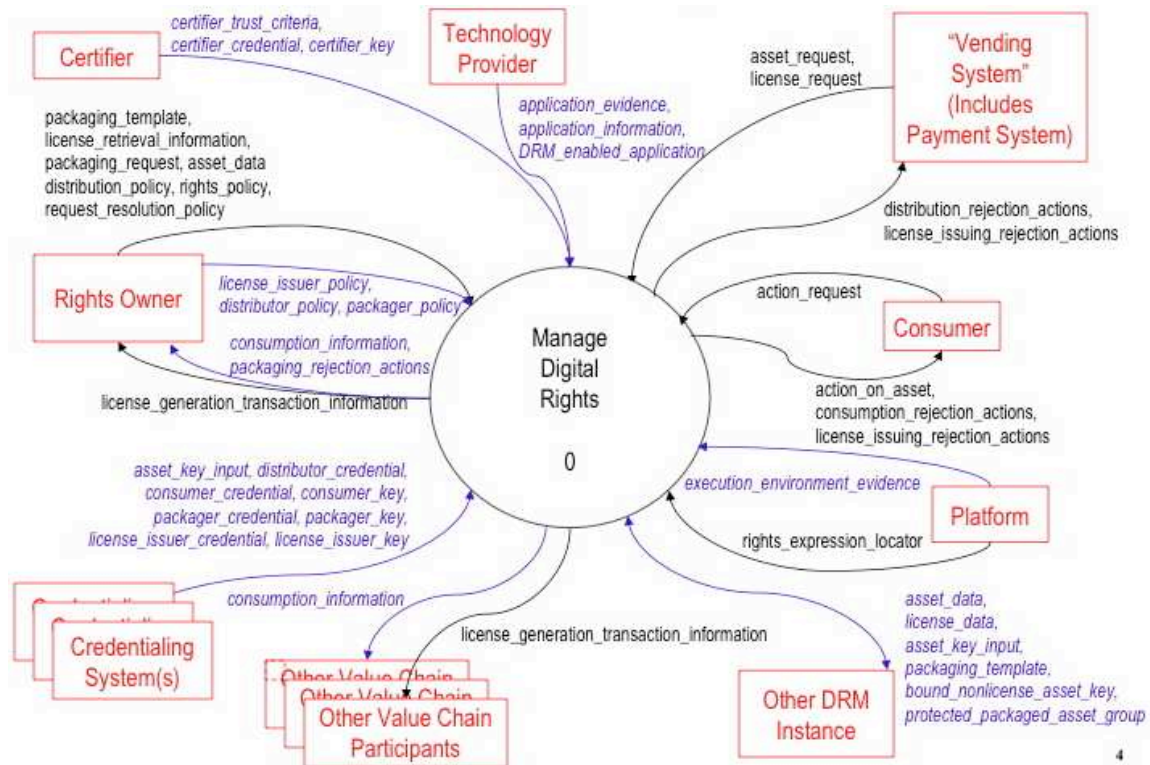 certifier_trust_criteria,
certifier_credential, certifier_key
Certifier
Technology
Provider
application_evidence,
application_information,
DRM_enabled_application
asset_request,
license_request
“Vending
System”
(Includes
Payment System)
packaging_template,
license_retrieval_information,
packaging_request, asset_data
distribution_policy, rights_policy,
request_resolution_policy
distribution_rejection_actions,
license_issuing_rejection_actions
Rights Owner
license_issuer_policy,
distributor_policy, packager_policy
consumption_information,
packaging_rejection_actions
license_generation_transaction_information
Manage
Digital
Rights
0
action_request
Consumer
action_on_asset,
consumption_rejection_actions,
license_issuing_rejection_actions
execution_environment_evidence
Platform
rights_expression_locator
asset_key_input, distributor_credential,
consumer_credential, consumer_key,
packager_credential, packager_key,
license_issuer_credential, license_issuer_key
Credentialing
System(s)
consumption_information
license_generation_transaction_information
Other Value Chain
Other Value Chain
Other Value Chain
Participants
Other DRM
Instance
asset_data,
license_data,
asset_key_input,
packaging_template,
bound_nonlicense_asset_key,
protected_packaged_asset_group
4